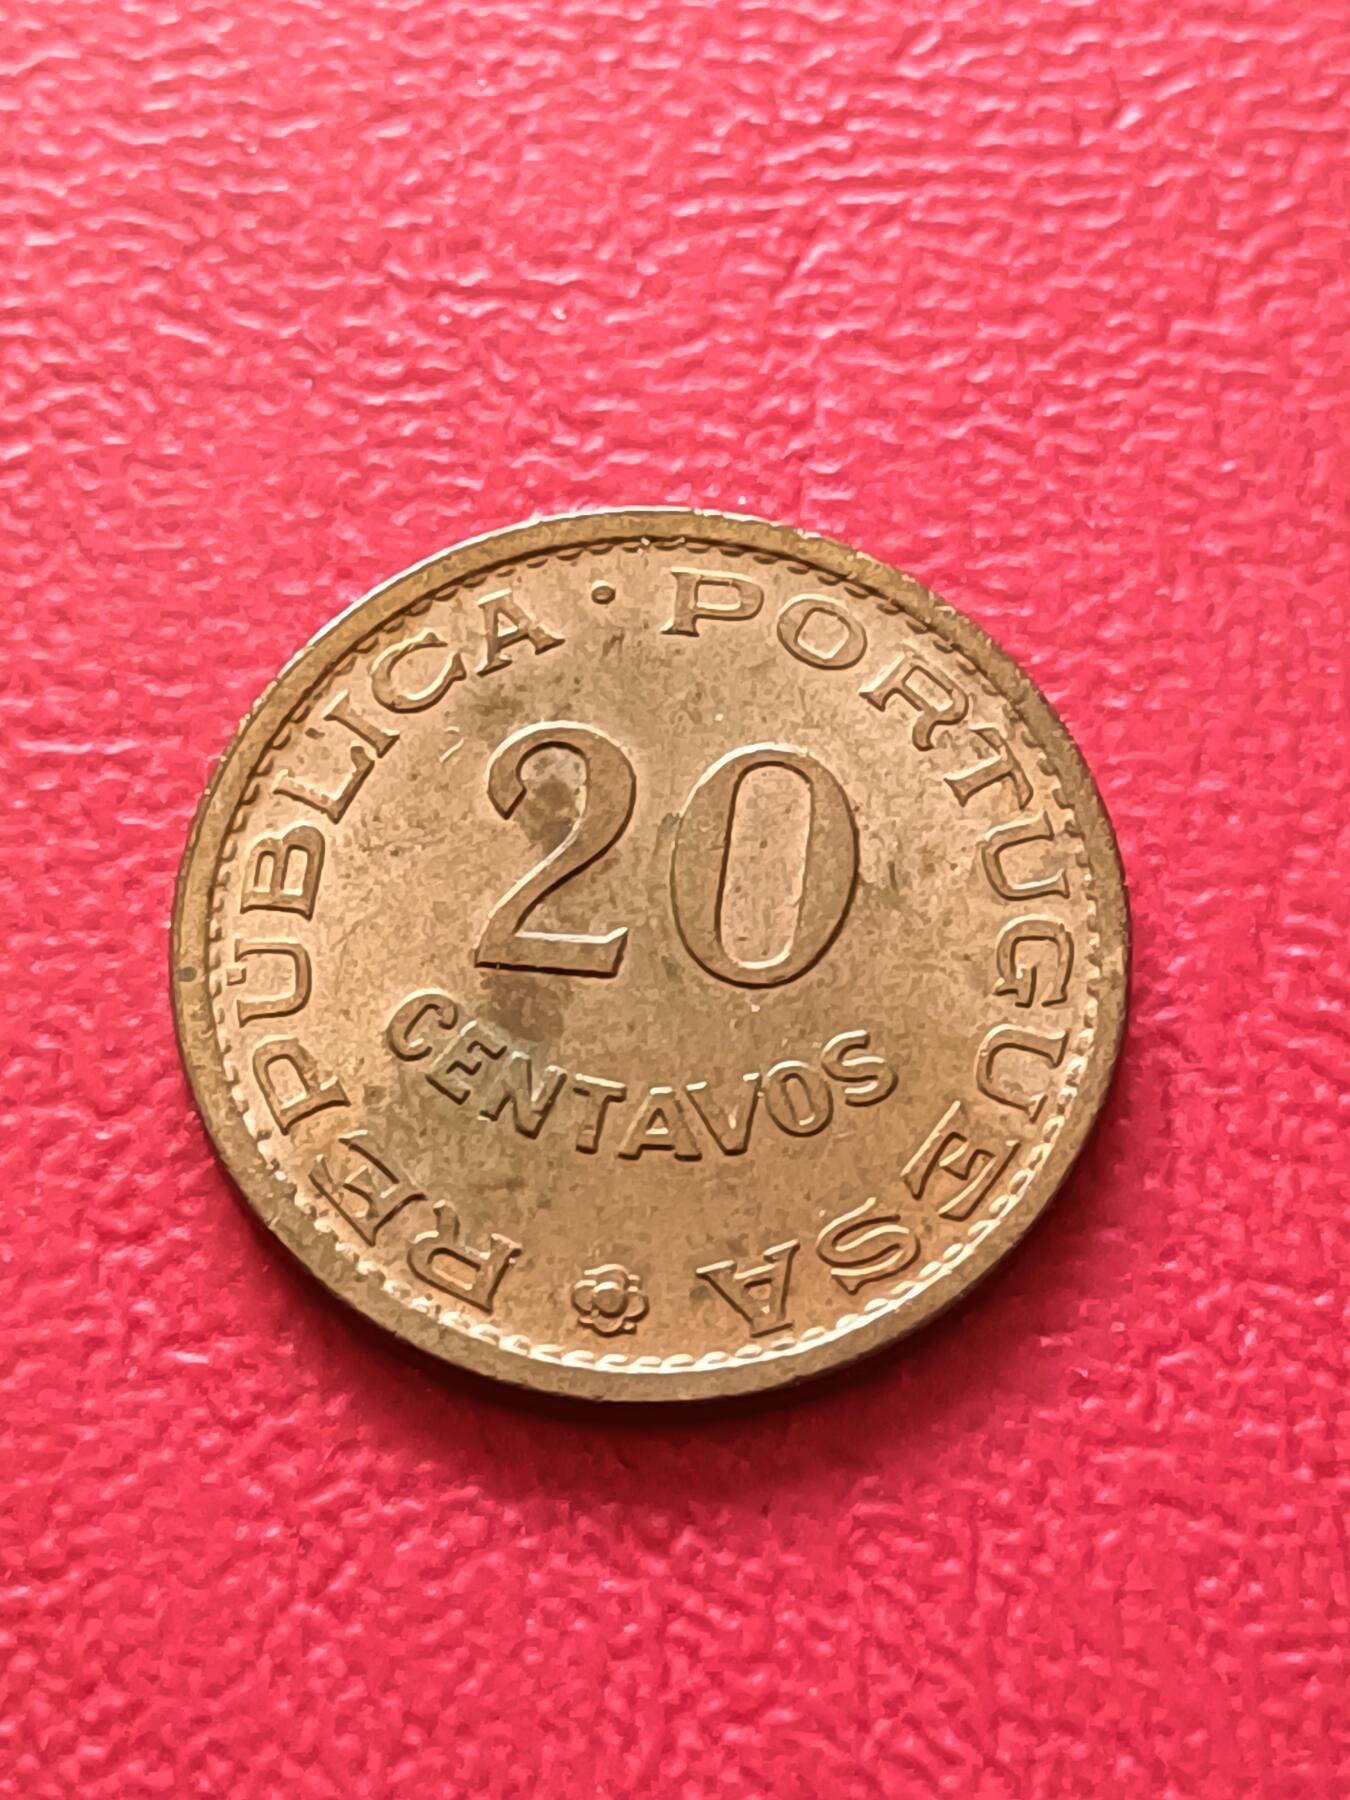 REPÚBLICA · PORTUGUESA
20
CENTAVOS